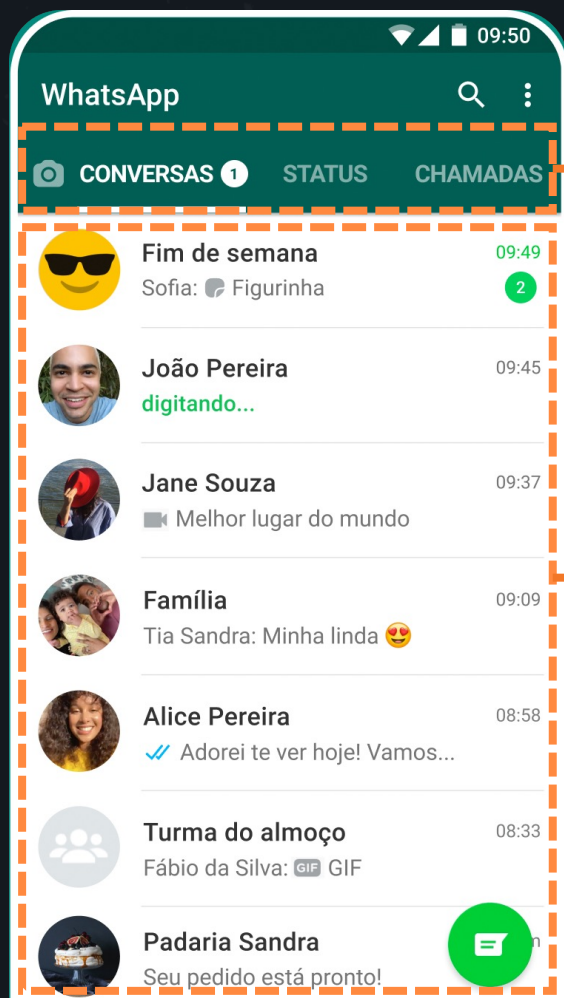 09:50
WhatsApp
CONVERSAS 1 STATUS CHAMADAS
Fim de semana 09:49
Sofia: Figurinha 2
João Pereira 09:45
digitando...
Jane Souza 09:37
Melhor lugar do mundo
Família 09:09
Tia Sandra: Minha linda 😍
Alice Pereira 08:58
Adorei te ver hoje! Vamos...
Turma do almoço 08:33
Fábio da Silva: GIF GIF
Padaria Sandra
Seu pedido está pronto!